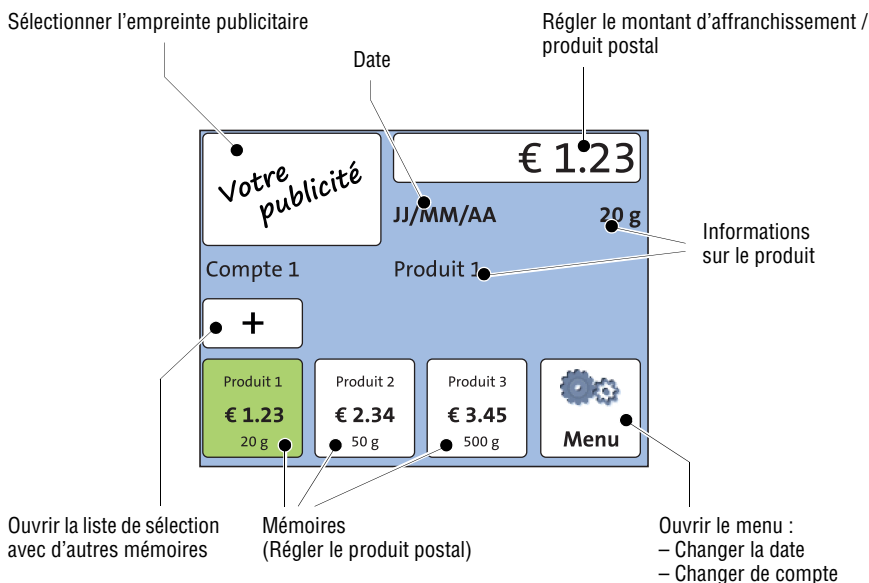 Sélectionner l’empreinte publicitaire
Régler le montant d’affranchissement /
produit postal
Date
€ 1.23
Votre
publicité
JJ/MM/AA
20 g
Informations
sur le produit
Compte 1
Produit 1
+
Produit 1
€ 1.23
20 g
Produit 2
€ 2.34
50 g
Produit 3
€ 3.45
500 g
Menu
Ouvrir la liste de sélection
avec d’autres mémoires
Mémoires
(Régler le produit postal)
Ouvrir le menu :
– Changer la date
– Changer de compte